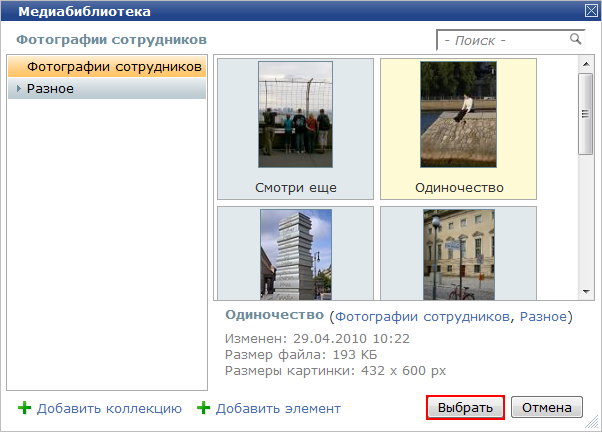 Медиабиблиотека
Фотографии сотрудников
- Поиск -
Фотографии сотрудников
Разное
Смотри еще
Одиночество
Одиночество (Фотографии сотрудников, Разное)
Изменен: 29.04.2010 10:22
Размер файла: 193 КБ
Размеры картинки: 432 x 600 px
Добавить коллекцию
Добавить элемент
Выбрать
Отмена